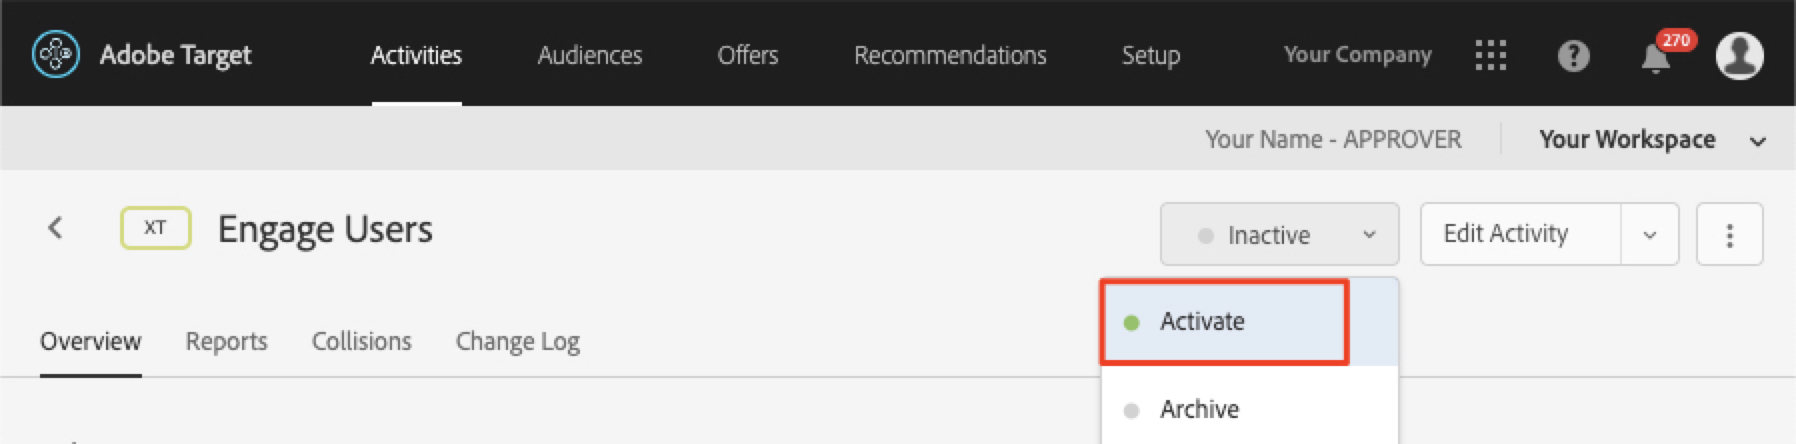 Adobe Target Activities Audiences Offers Recommendations Setup Your Company ? 270
Your Name - APPROVER Your Workspace
XT Engage Users Inactive Edit Activity
Activate
Overview Reports Collisions Change Log
Archive